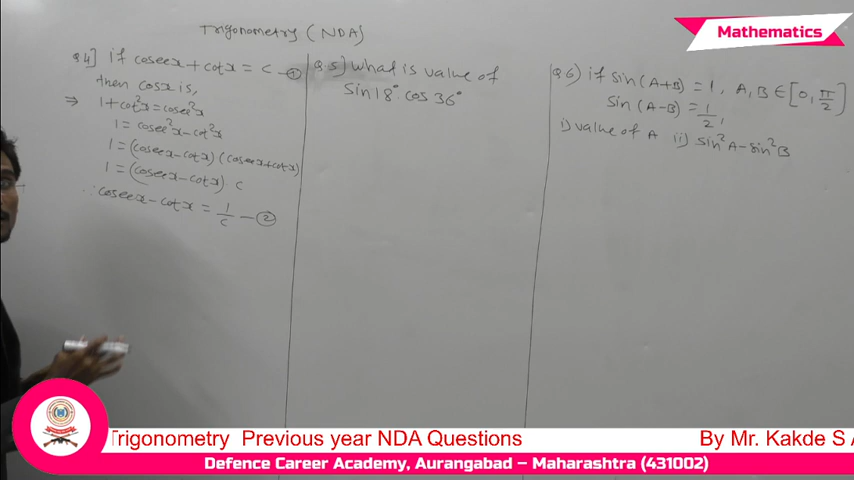 Mathematics
Trigonometry (NDA)
Q.4] if cosecx + cotx = c —①
then cosx is,
⇒ 1+cot²x = cosec²x
1 = cosec²x - cot²x
1 = (cosecx - cotx) (cosecx + cotx)
1 = (cosecx - cotx) c
∴ cosecx - cotx = 1/c —②
Q.5] What is value of
Sin 18°. cos 36°
Q.6) if sin(A+B) = 1, A, B ∈ [0, π/2]
sin(A-B) = 1/2,
i) value of A ii) sin²A - sin²B
Trigonometry Previous year NDA Questions By Mr. Kakde S A
Defence Career Academy, Aurangabad – Maharashtra (431002)